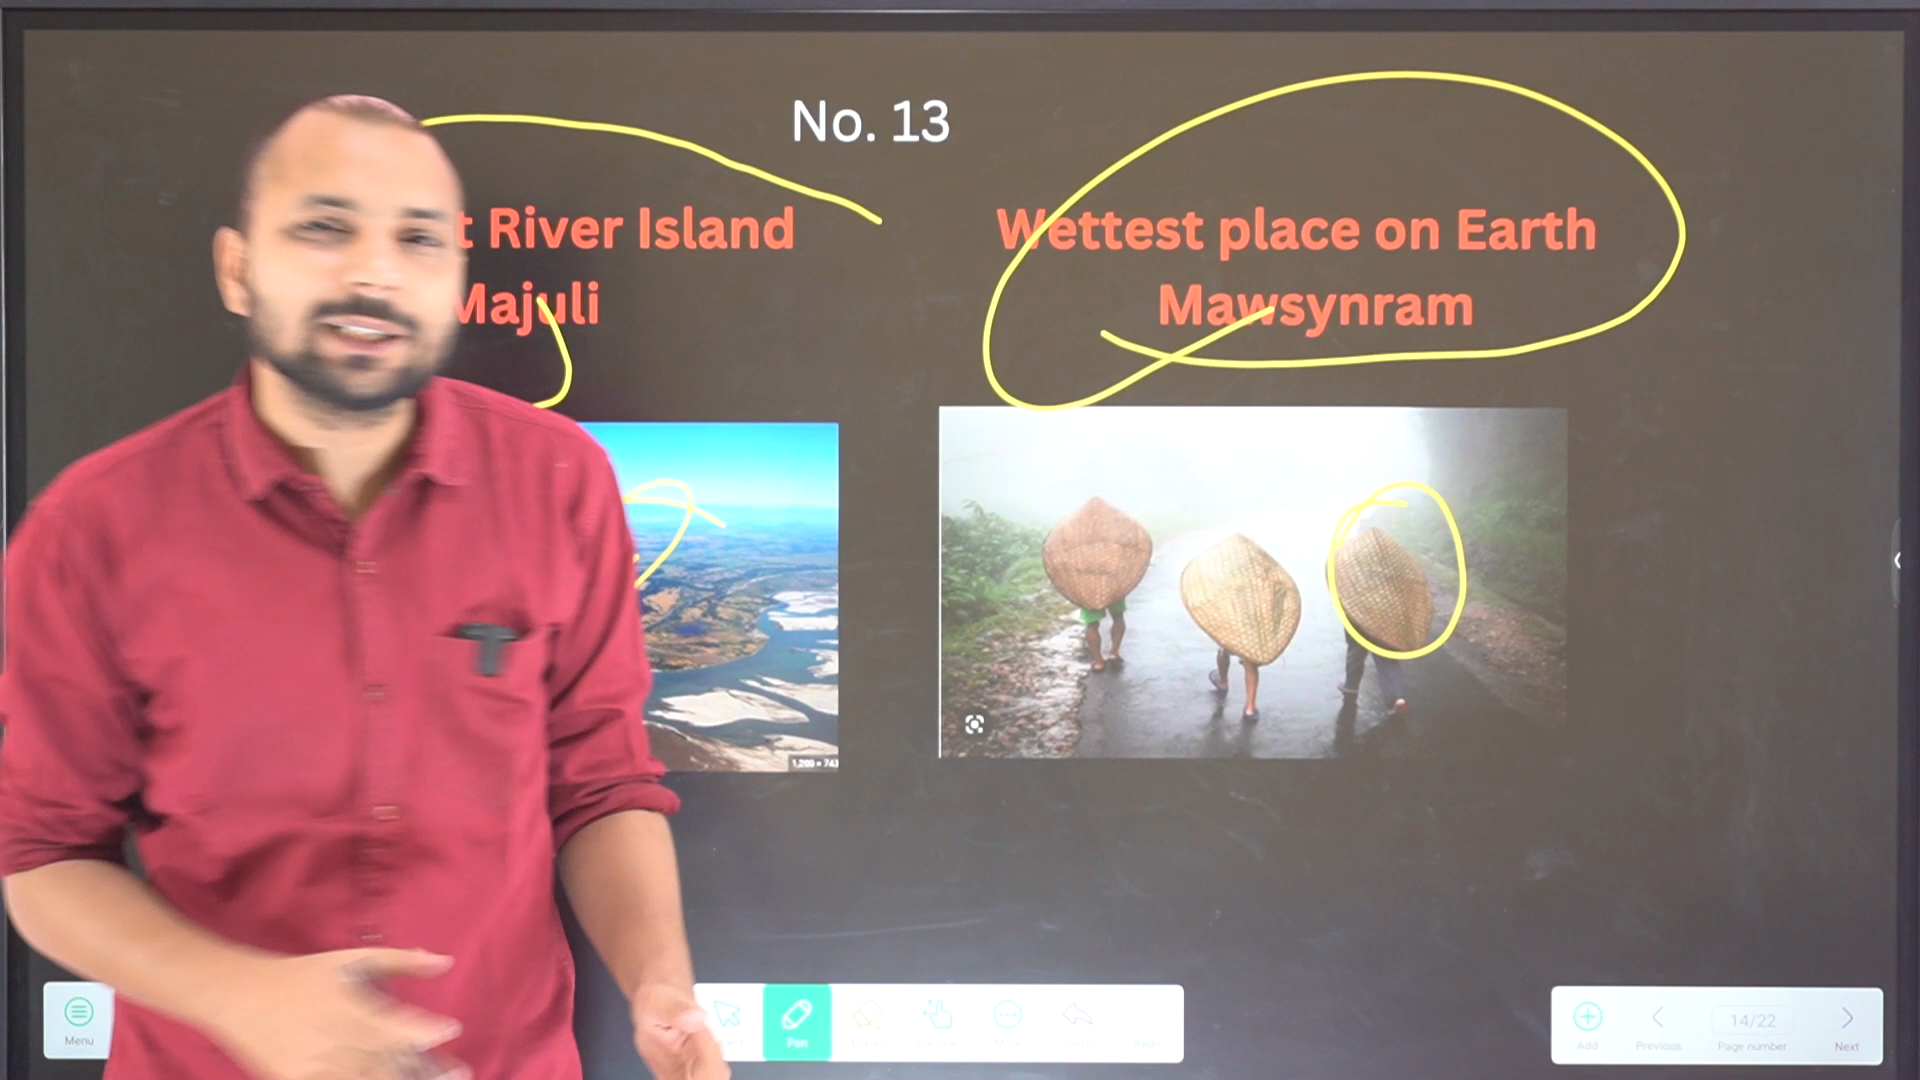 No. 13
t River Island
Majuli
Wettest place on Earth
Mawsynram
Menu
Pen
Add
Previous
14/22
Page number
Next